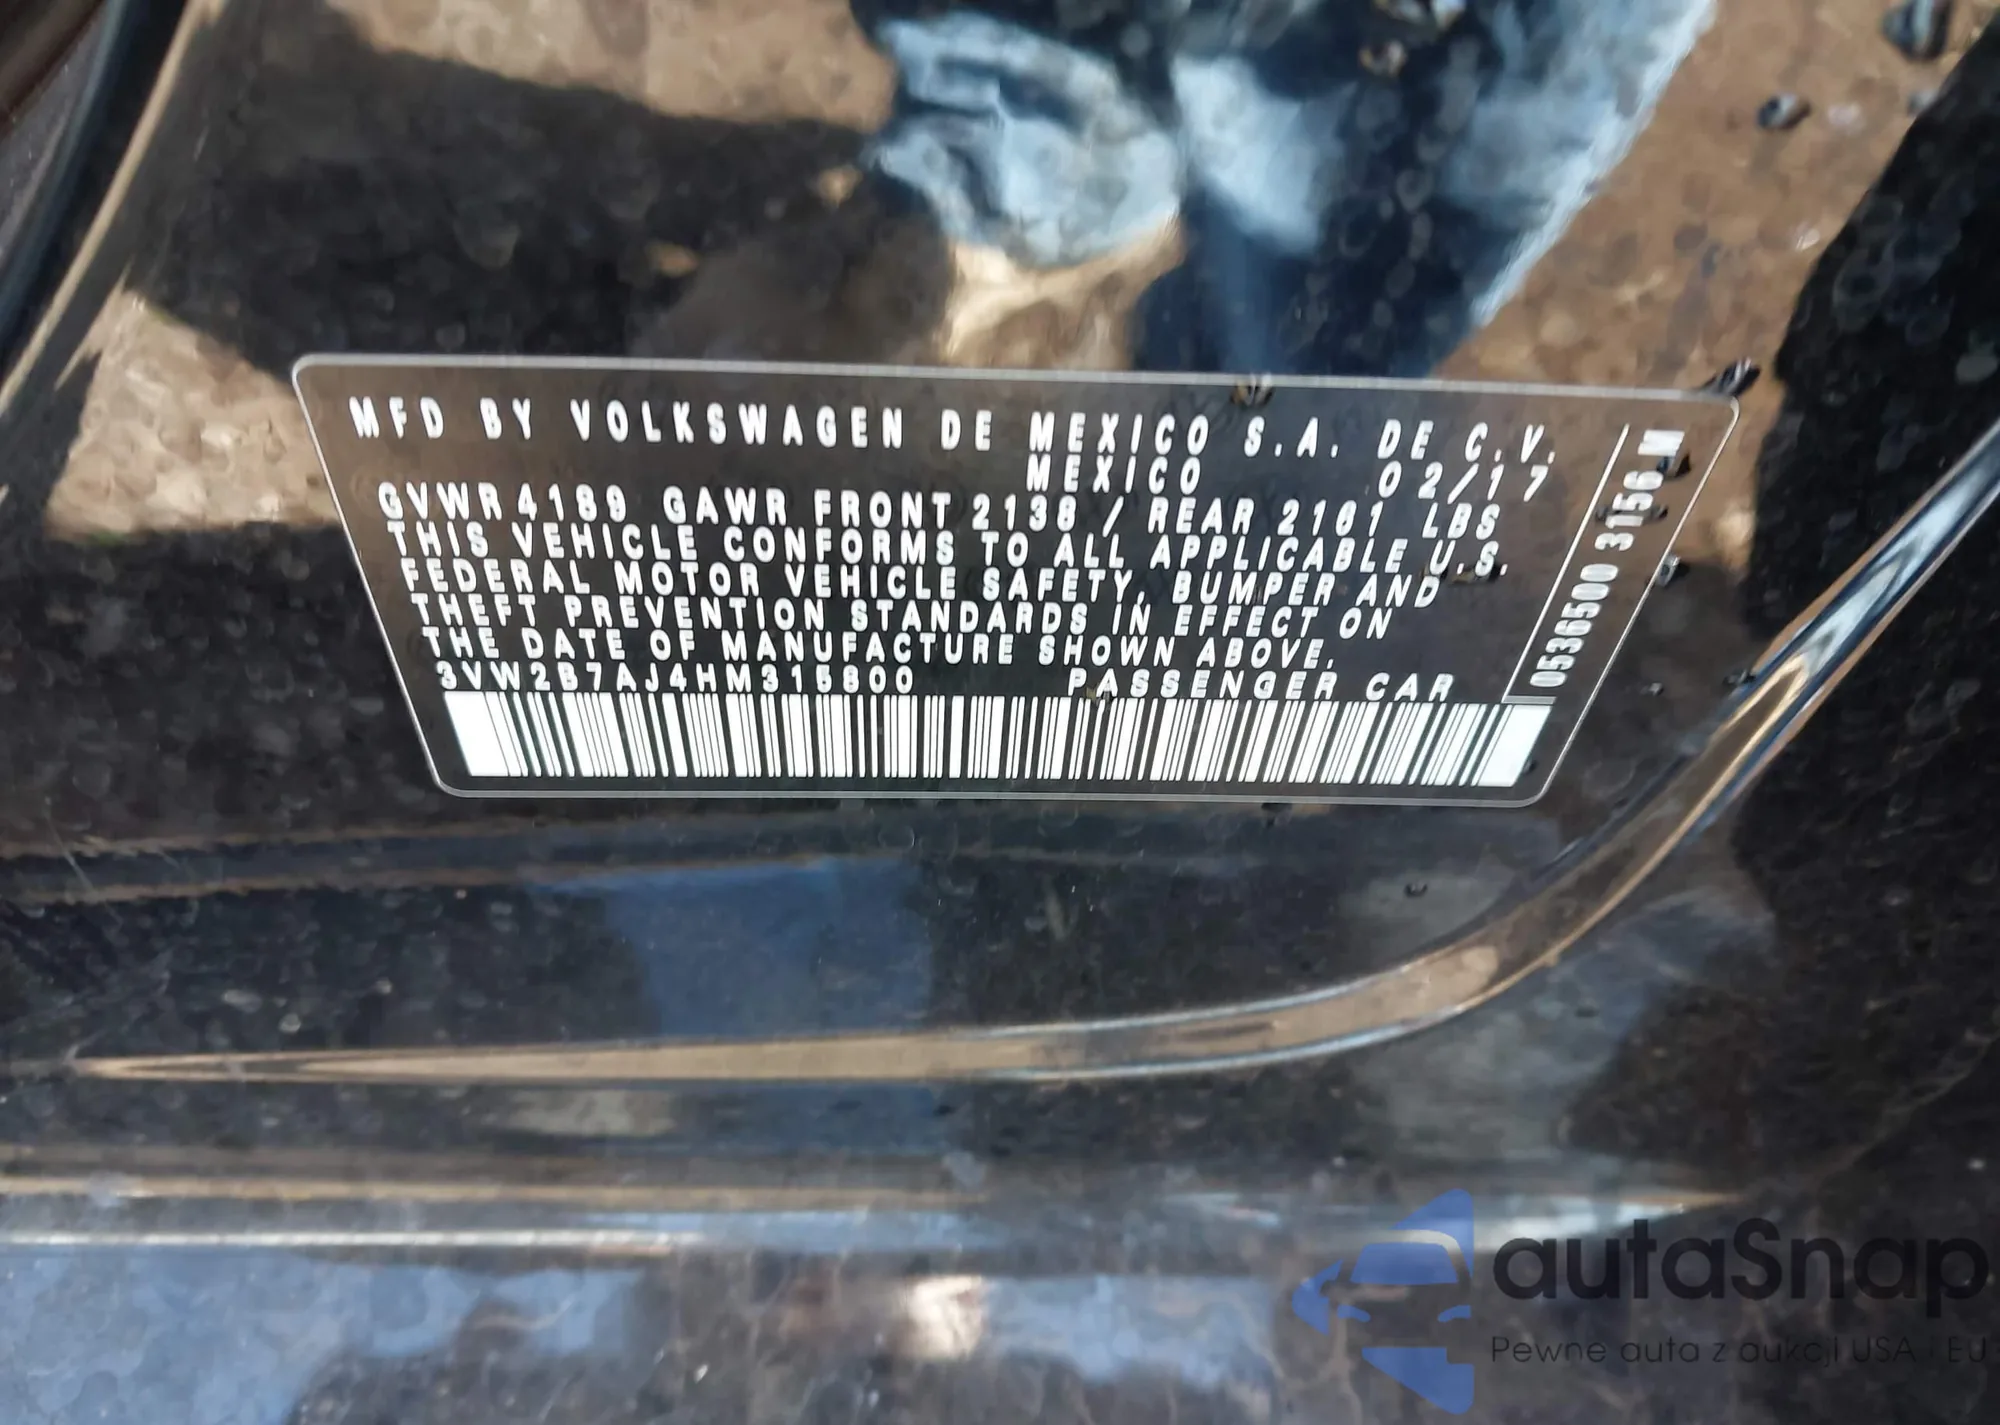 MFD BY VOLKSWAGEN DE MEXICO S.A. DE C.V.
MEXICO 02/17
GVWR 4189 GAWR FRONT 2138 / REAR 2161 LBS
THIS VEHICLE CONFORMS TO ALL APPLICABLE U.S.
FEDERAL MOTOR VEHICLE SAFETY, BUMPER AND
THEFT PREVENTION STANDARDS IN EFFECT ON
THE DATE OF MANUFACTURE SHOWN ABOVE.
3VW2B7AJ4HM315800 PASSENGER CAR
0536500 3156 M
autaSnap
Pewne auta z aukcji USA - EU